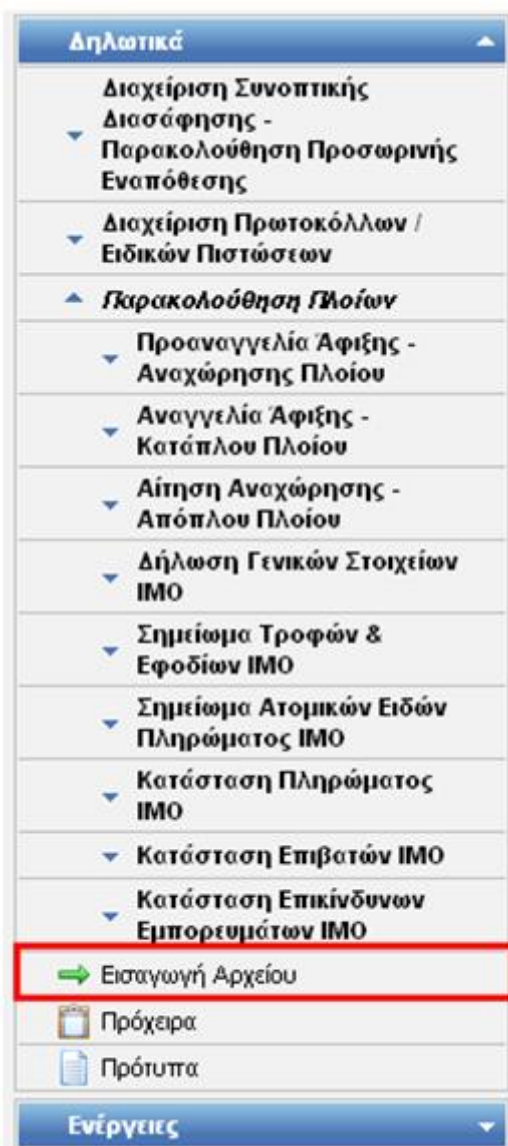 Δηλωτικά
Διαχείριση Συνοπτικής
Διασάφησης -
Παρακολούθηση Προσωρινής
Εναπόθεσης
Διαχείριση Πρωτοκόλλων /
Ειδικών Πιστώσεων
Παρακολούθηση Πλοίων
Προαναγγελία Άφιξης -
Αναχώρησης Πλοίου
Αναγγελία Άφιξης -
Κατάπλου Πλοίου
Αίτηση Αναχώρησης -
Απόπλου Πλοίου
Δήλωση Γενικών Στοιχείων
IMO
Σημείωμα Τροφών &
Εφοδίων IMO
Σημείωμα Ατομικών Ειδών
Πληρώματος IMO
Κατάσταση Πληρώματος
IMO
Κατάσταση Επιβατών IMO
Κατάσταση Επικίνδυνων
Εμπορευμάτων IMO
Εισαγωγή Αρχείου
Πρόχειρα
Πρότυπα
Ενέργειες